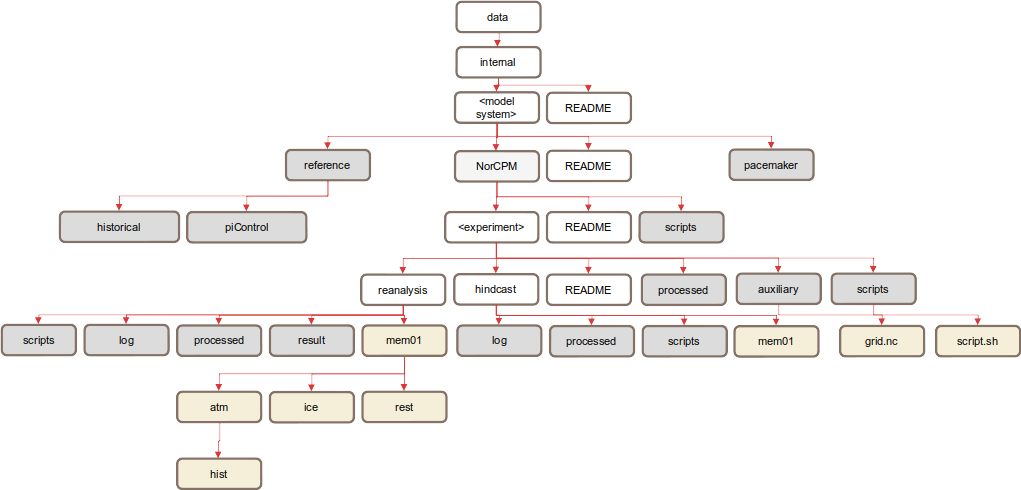 data
internal
<model
system>
README
reference
NorCPM
README
pacemaker
historical
piControl
<experiment>
README
scripts
reanalysis
hindcast
README
processed
auxiliary
scripts
scripts
log
processed
result
mem01
log
processed
scripts
mem01
grid.nc
script.sh
atm
ice
rest
hist